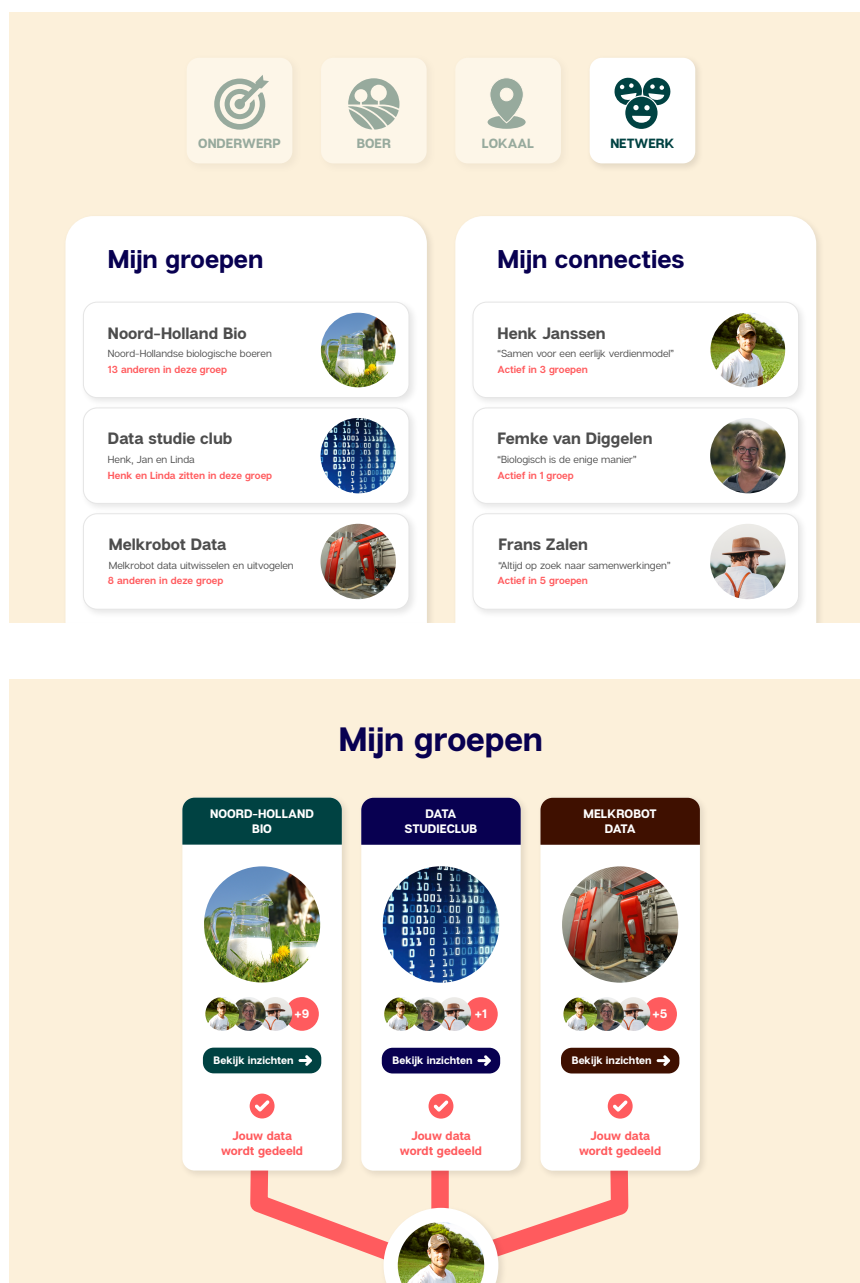 ONDERWERP
BOER
LOKAAL
NETWERK
Mijn groepen
Noord-Holland Bio
Noord-Hollandse biologische boeren
13 anderen in deze groep
Data studie club
Henk, Jan en Linda
Henk en Linda zitten in deze groep
Melkrobot Data
Melkrobot data uitwisselen en uitvogelen
8 anderen in deze groep
Mijn connecties
Henk Janssen
“Samen voor een eerlijk verdienmodel”
Actief in 3 groepen
Femke van Diggelen
“Biologisch is de enige manier”
Actief in 1 groep
Frans Zalen
“Altijd op zoek naar samenwerkingen”
Actief in 5 groepen
Mijn groepen
NOORD-HOLLAND
BIO
+9
Bekijk inzichten
Jouw data
wordt gedeeld
DATA
STUDIECLUB
+1
Bekijk inzichten
Jouw data
wordt gedeeld
MELKROBOT
DATA
+5
Bekijk inzichten
Jouw data
wordt gedeeld